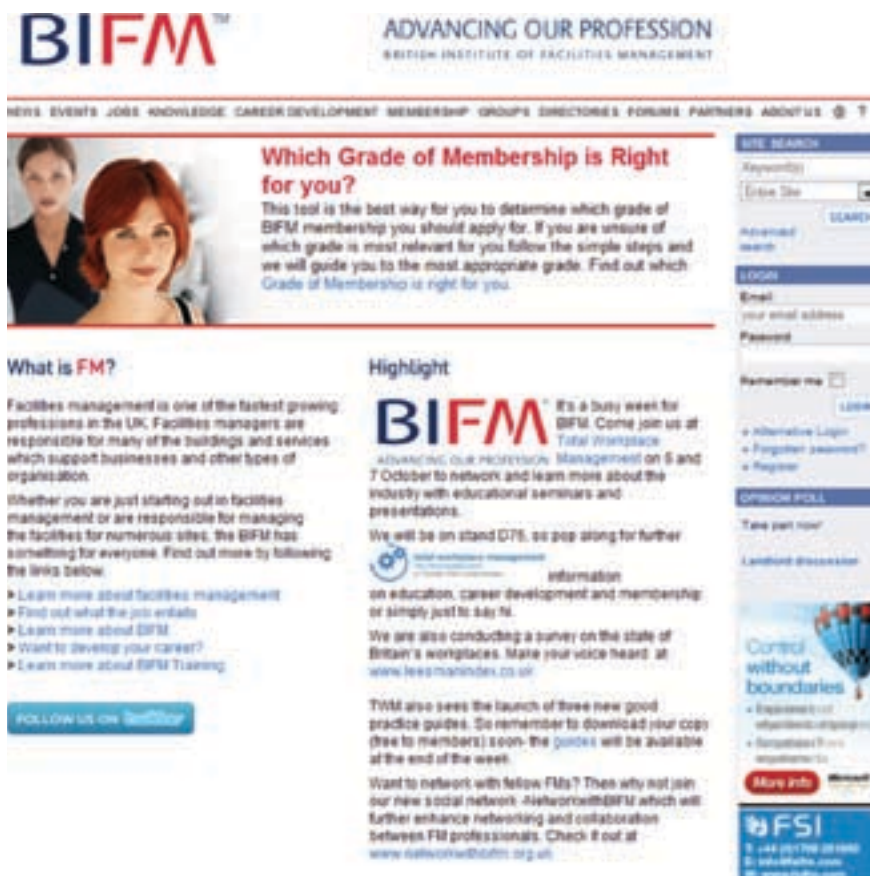 BIFM™
ADVANCING OUR PROFESSION
BRITISH INSTITUTE OF FACILITIES MANAGEMENT
NEWS EVENTS JOBS KNOWLEDGE CAREER DEVELOPMENT MEMBERSHIP GROUPS DIRECTORIES FORUMS PARTNERS ABOUT US @ ?
Which Grade of Membership is Right
for you?
This tool is the best way for you to determine which grade of
BIFM membership you should apply for. If you are unsure of
which grade is most relevant for you follow the simple steps and
we will guide you to the most appropriate grade. Find out which
Grade of Membership is right for you.
What is FM?
Facilities management is one of the fastest growing
professions in the UK. Facilities managers are
responsible for many of the buildings and services
which support businesses and other types of
organisation.
Whether you are just starting out in facilities
management or are responsible for managing
the facilities for numerous sites, the BIFM has
something for everyone. Find out more by following
the links below.
Learn more about facilities management
Find out what the job entails
Learn more about BIFM
Want to develop your career?
Learn more about BIFM Training
FOLLOW US ON twitter
Highlight
BIFM
ADVANCING OUR PROFESSION
It's a busy week for
BIFM. Come join us at
Total Workplace
Management on 6 and
7 October to network and learn more about the
industry with educational seminars and
presentations.
We will be on stand D76, so pop along for further
total workplace management
information
on education, career development and membership
or simply just to say hi.
We are also conducting a survey on the state of
Britain's workplaces. Make your voice heard at
www.leesmanindex.co.uk
TWM also sees the launch of three new good
practice guides. So remember to download your copy
(free to members) soon- the guides will be available
at the end of the week.
Want to network with fellow FMs? Then why not join
our new social network -NetworkwithBIFM which will
further enhance networking and collaboration
between FM professionals. Check it out at
www.networkwithbifm.org.uk
SITE SEARCH
Keyword(s)
Entire Site
SEARCH
Advanced
search
LOGIN
Email
your email address
Password
Remember me
LOGIN
Alternative Login
Forgotten password?
Register
OPINION POLL
Take part now!
Landlord discussion
Control
without
boundaries
More info
Microsoft
FSI